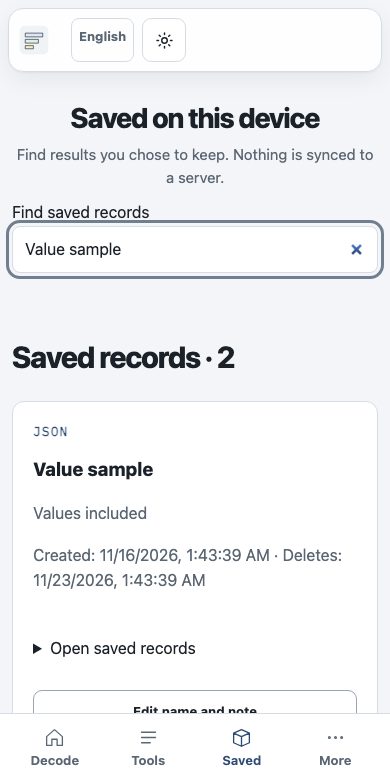 English
Saved on this device
Find results you chose to keep. Nothing is synced to
a server.
Find saved records
Value sample
Saved records · 2
JSON
Value sample
Values included
Created: 11/16/2026, 1:43:39 AM · Deletes:
11/23/2026, 1:43:39 AM
Open saved records
Edit name and note
Decode
Tools
Saved
More